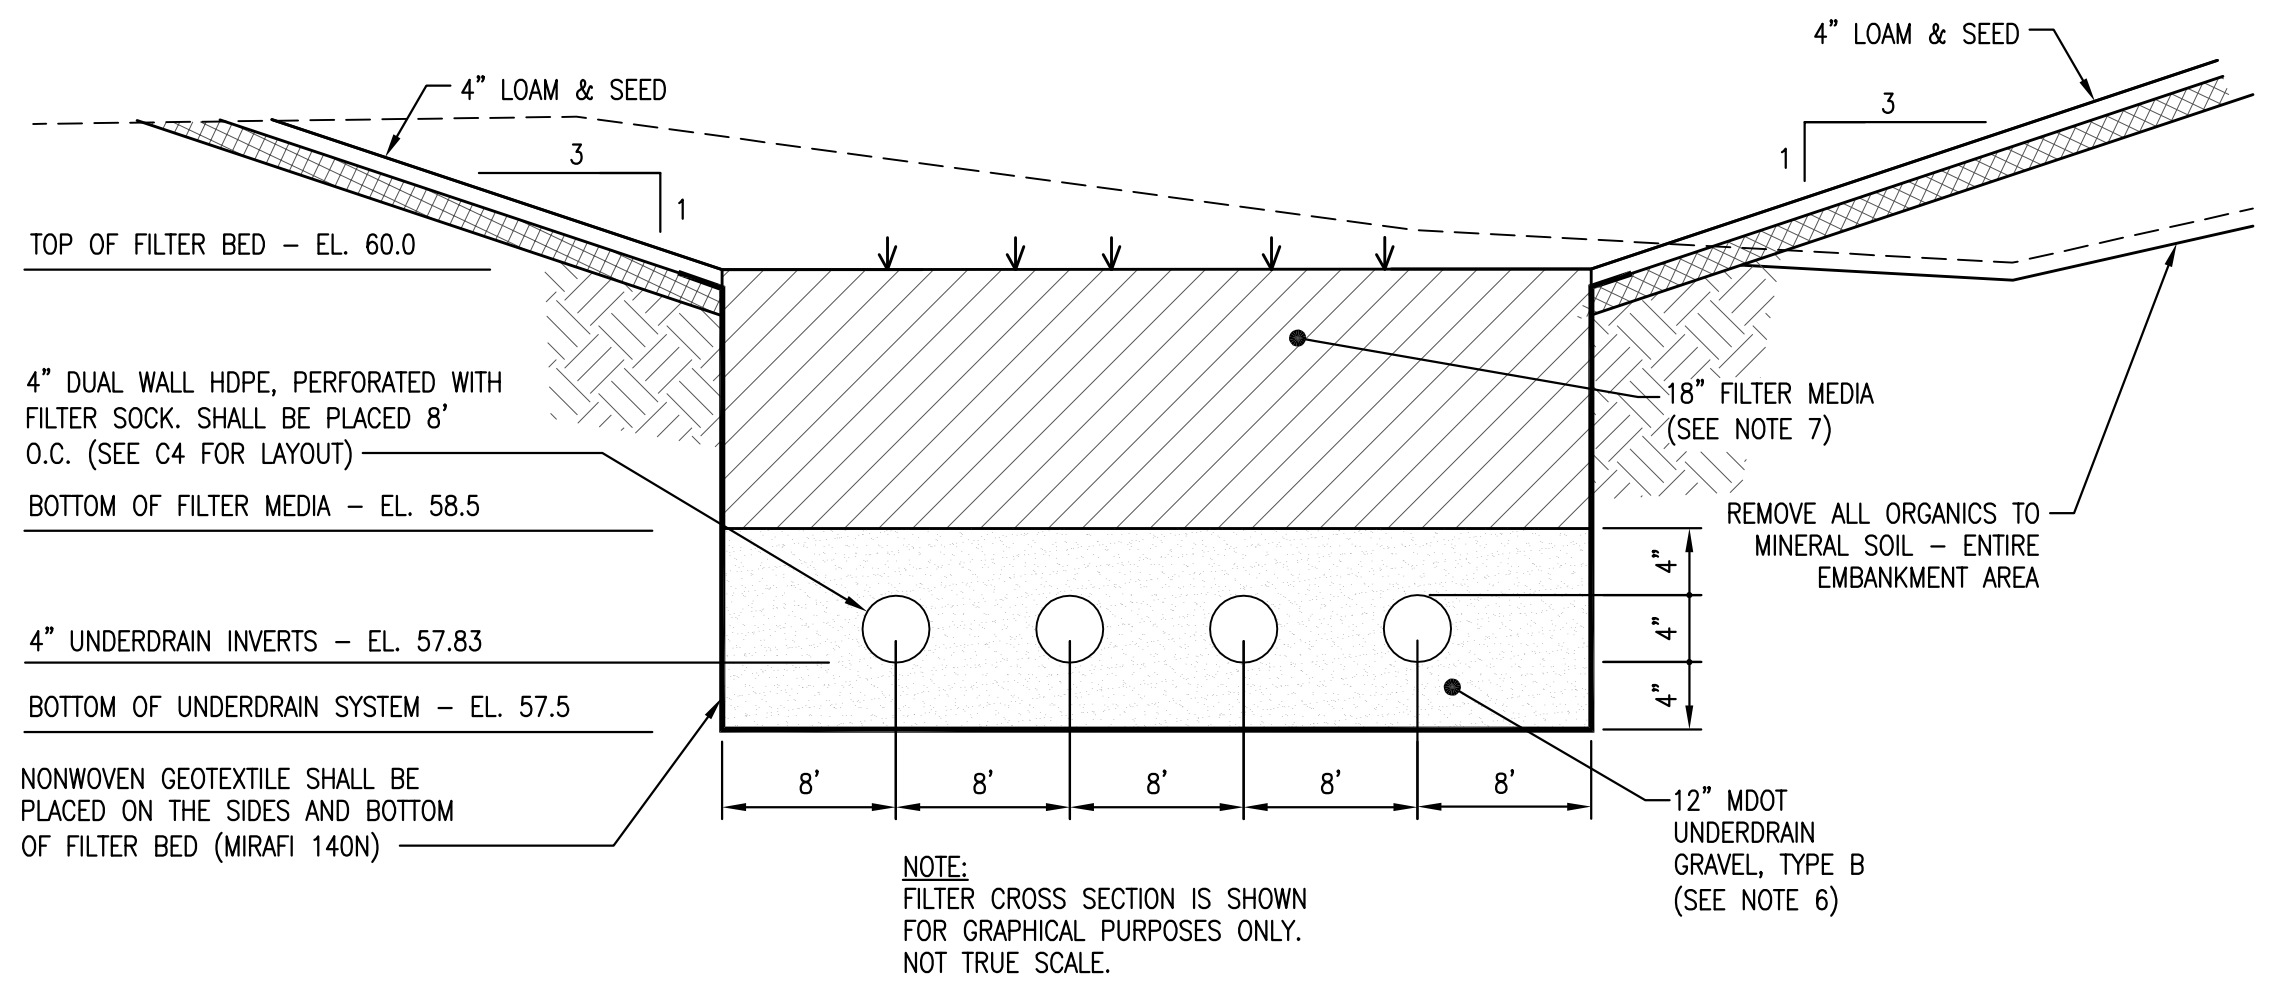 4” LOAM & SEED
4” LOAM & SEED
3
1
3
1
TOP OF FILTER BED – EL. 60.0
4” DUAL WALL HDPE, PERFORATED WITH
FILTER SOCK. SHALL BE PLACED 8’
O.C. (SEE C4 FOR LAYOUT)
18” FILTER MEDIA
(SEE NOTE 7)
BOTTOM OF FILTER MEDIA – EL. 58.5
REMOVE ALL ORGANICS TO
MINERAL SOIL – ENTIRE
EMBANKMENT AREA
4”
4”
4”
4” UNDERDRAIN INVERTS – EL. 57.83
BOTTOM OF UNDERDRAIN SYSTEM – EL. 57.5
NONWOVEN GEOTEXTILE SHALL BE
PLACED ON THE SIDES AND BOTTOM
OF FILTER BED (MIRAFI 140N)
8’ 8’ 8’ 8’ 8’
12” MDOT
UNDERDRAIN
GRAVEL, TYPE B
(SEE NOTE 6)
NOTE:
FILTER CROSS SECTION IS SHOWN
FOR GRAPHICAL PURPOSES ONLY.
NOT TRUE SCALE.